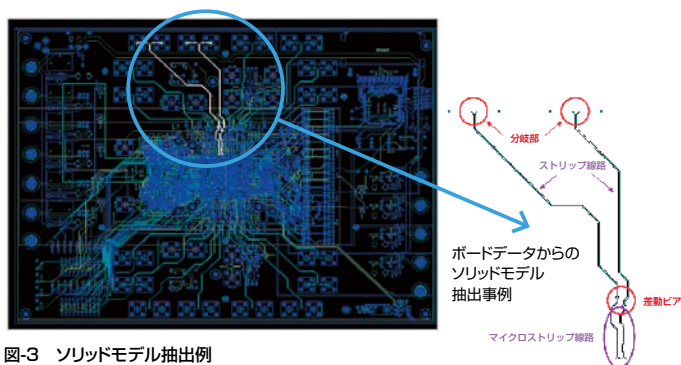 分岐部
ストリップ線路
ボードデータからの
ソリッドモデル
抽出事例
差動ビア
マイクロストリップ線路
図-3 ソリッドモデル抽出例